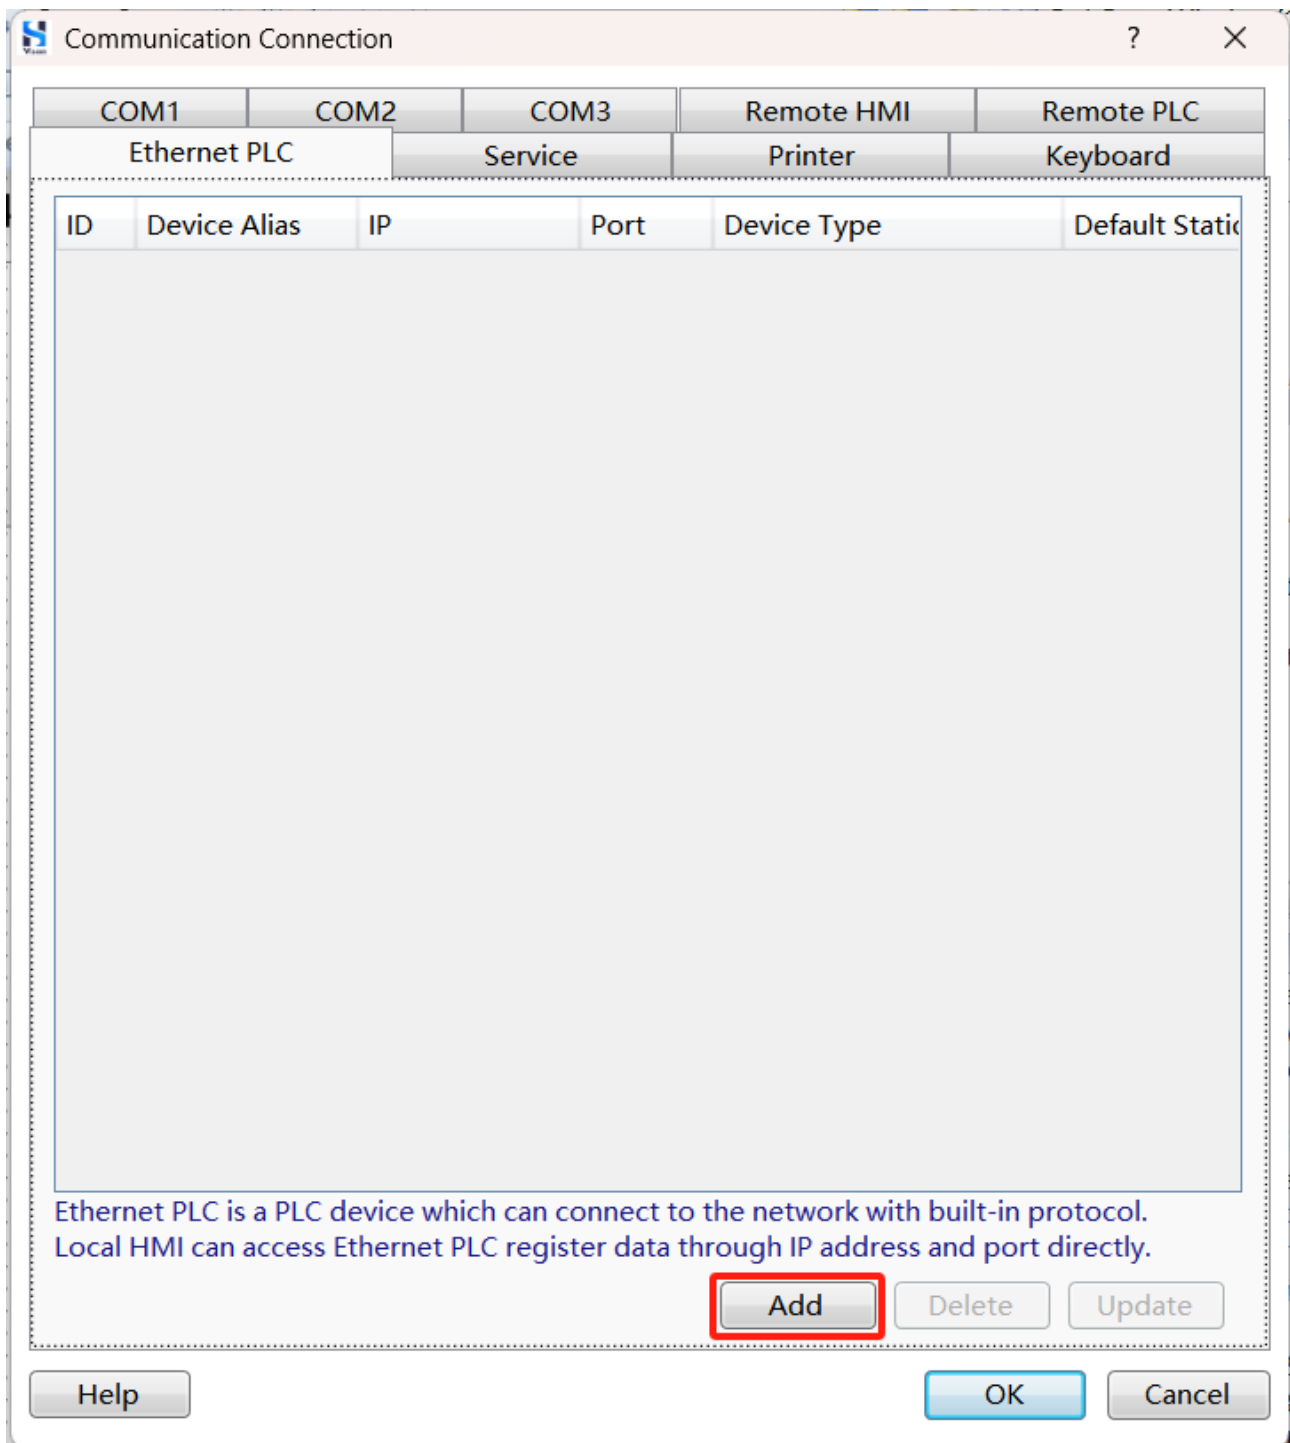 Communication Connection ? ×
COM1 COM2 COM3 Remote HMI Remote PLC
Ethernet PLC Service Printer Keyboard
ID Device Alias IP Port Device Type Default
Ethernet PLC is a PLC device which can connect to the network with built-in protocol.
Local HMI can access Ethernet PLC register data through IP address and port directly.
Add Delete Update
Help OK Cancel